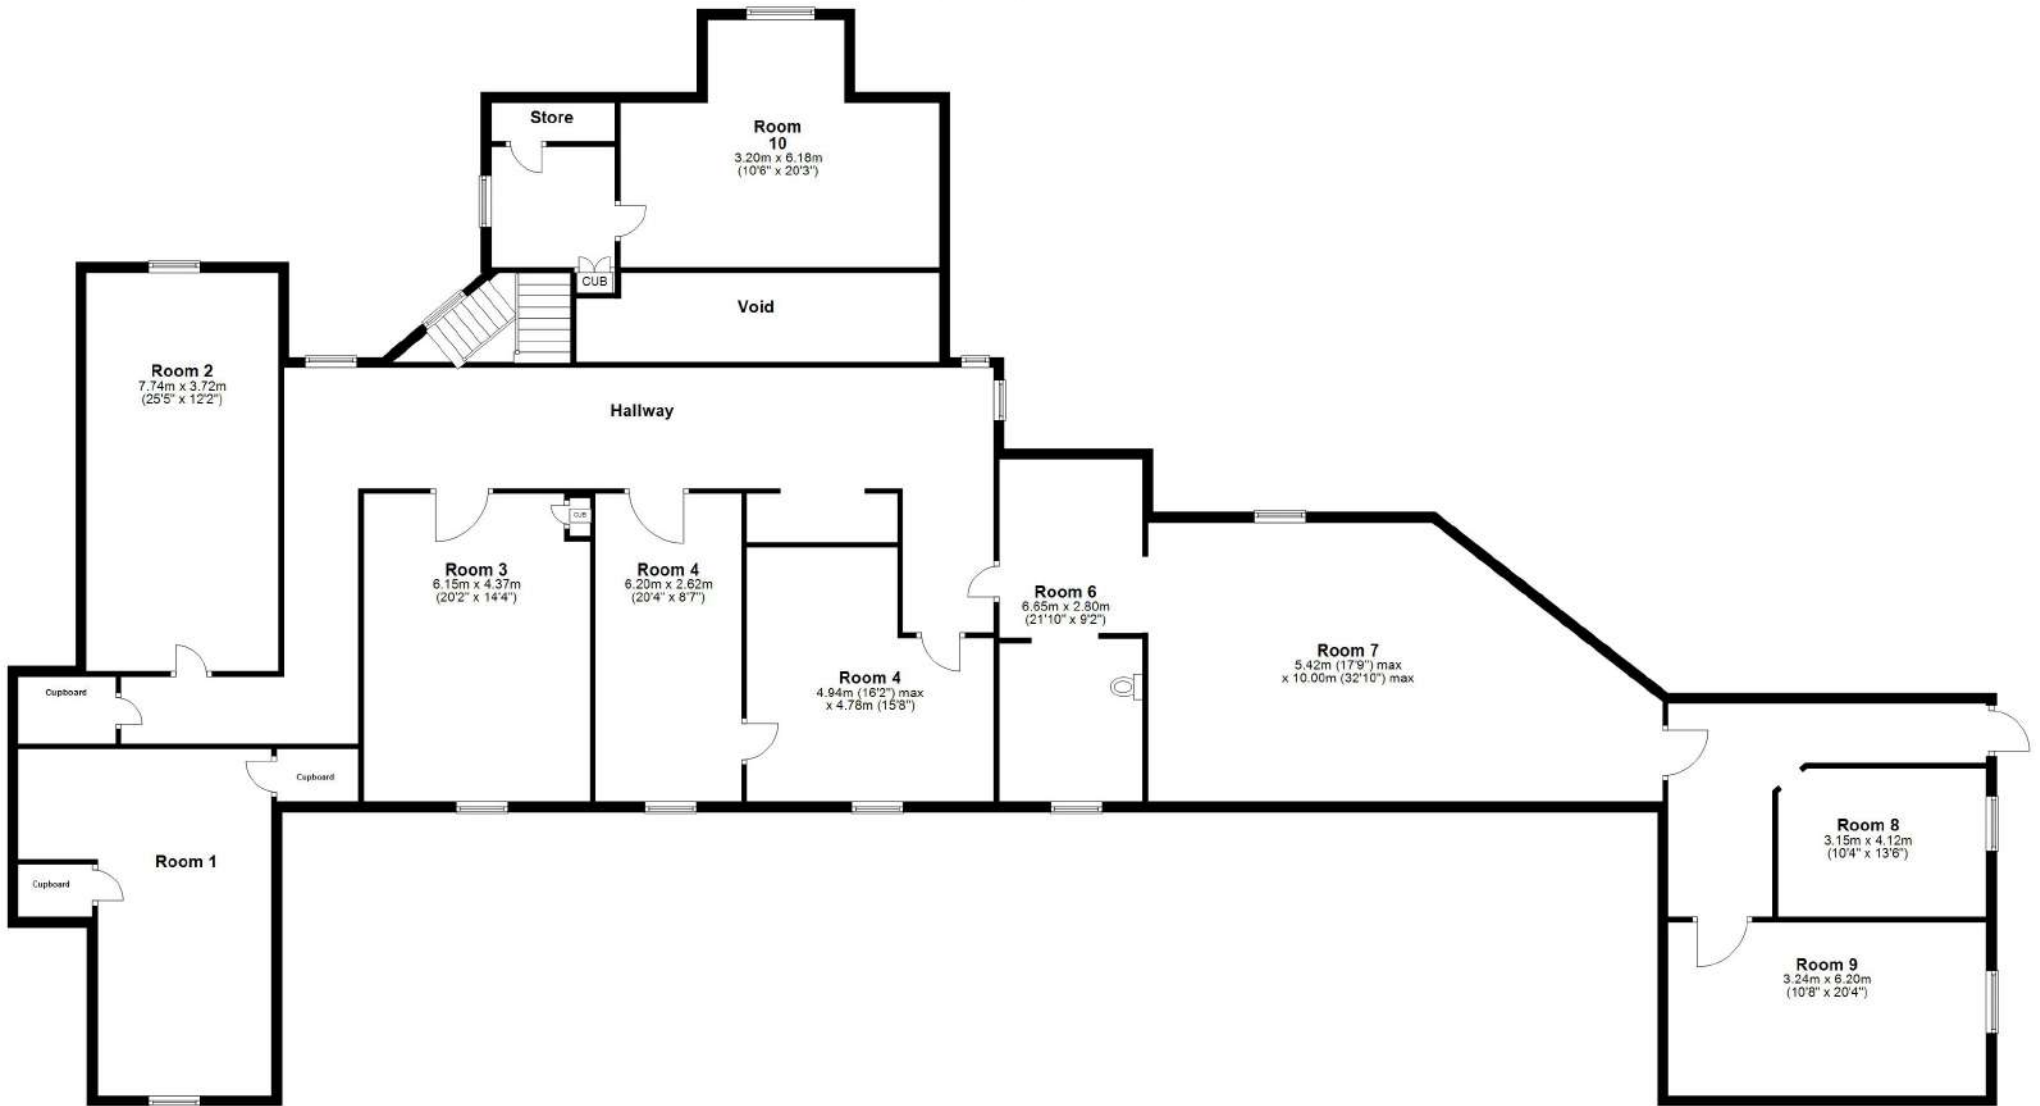 Store
Room
10
3.20m x 6.18m
(10'6" x 20'3")
CUB
Void
Room 2
7.74m x 3.72m
(25'5" x 12'2")
Hallway
CUB
Room 3
6.15m x 4.37m
(20'2" x 14'4")
Room 4
6.20m x 2.62m
(20'4" x 8'7")
Room 6
6.65m x 2.80m
(21'10" x 9'2")
Room 7
5.42m (17'9") max
x 10.00m (32'10") max
Room 4
4.94m (16'2") max
x 4.78m (15'8")
Cupboard
Cupboard
Room 1
Cupboard
Room 8
3.15m x 4.12m
(10'4" x 13'6")
Room 9
3.24m x 6.20m
(10'8" x 20'4")